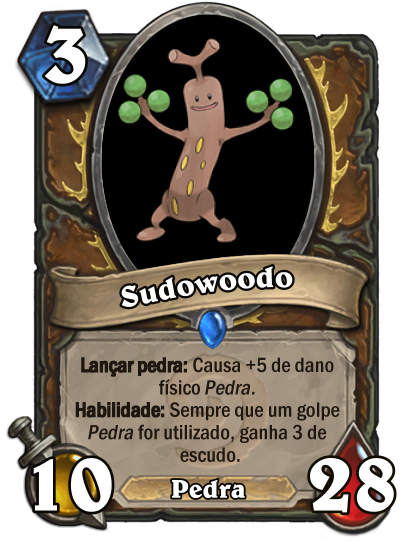 3
Sudowoodo
Lançar pedra: Causa +5 de dano
físico Pedra.
Habilidade: Sempre que um golpe
Pedra for utilizado, ganha 3 de
escudo.
10
Pedra
28